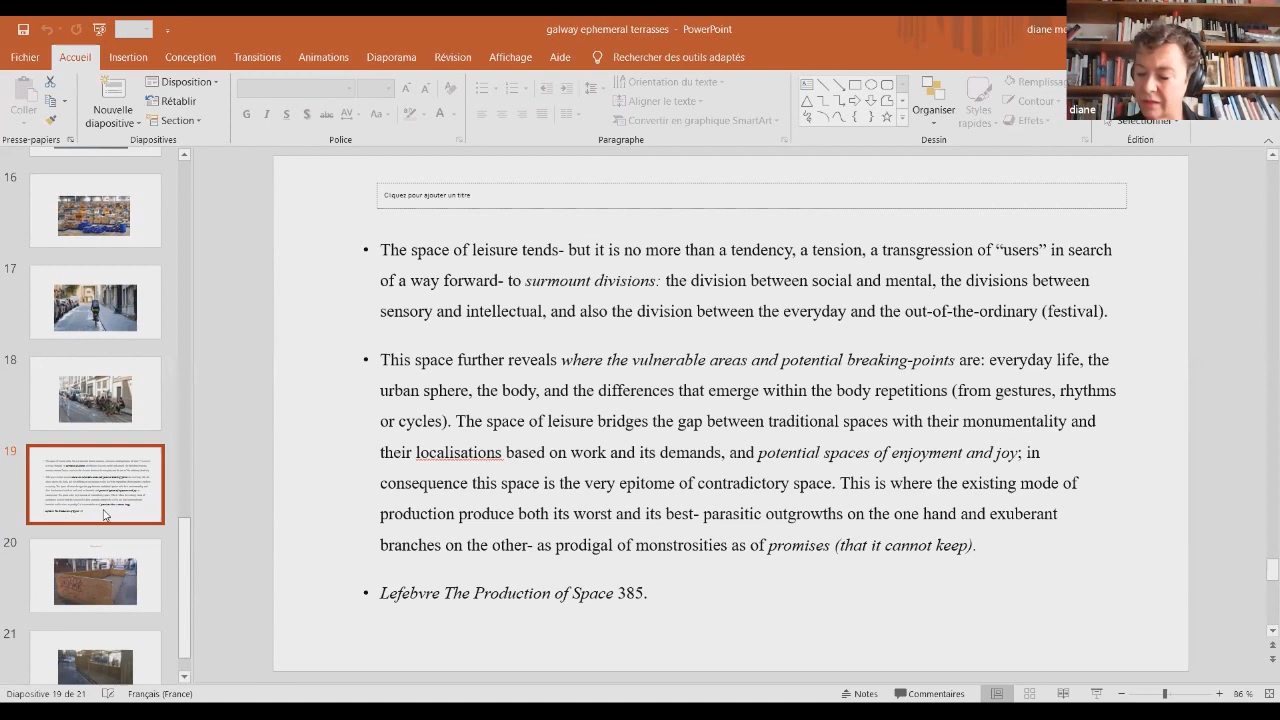 galway ephemeral terrasses - PowerPoint
diane
Fichier Accueil Insertion Conception Transitions Animations Diaporama Révision Affichage Aide Rechercher des outils adaptés
Coller
Nouvelle diapositive
Disposition
Rétablir
Section
Orientation du texte
Aligner le texte
Convertir en graphique SmartArt
Organiser
Styles rapides
Contour
Effets
diane
Presse-papiers Diapositives Police Paragraphe Dessin Édition
16
17
18
19
20
21
Cliquez pour ajouter un titre
• The space of leisure tends- but it is no more than a tendency, a tension, a transgression of “users” in search
of a way forward- to surmount divisions: the division between social and mental, the divisions between
sensory and intellectual, and also the division between the everyday and the out-of-the-ordinary (festival).
• This space further reveals where the vulnerable areas and potential breaking-points are: everyday life, the
urban sphere, the body, and the differences that emerge within the body repetitions (from gestures, rhythms
or cycles). The space of leisure bridges the gap between traditional spaces with their monumentality and
their localisations based on work and its demands, and potential spaces of enjoyment and joy; in
consequence this space is the very epitome of contradictory space. This is where the existing mode of
production produce both its worst and its best- parasitic outgrowths on the one hand and exuberant
branches on the other- as prodigal of monstrosities as of promises (that it cannot keep).
• Lefebvre The Production of Space 385.
Diapositive 19 de 21 Français (France) Notes Commentaires 86 %